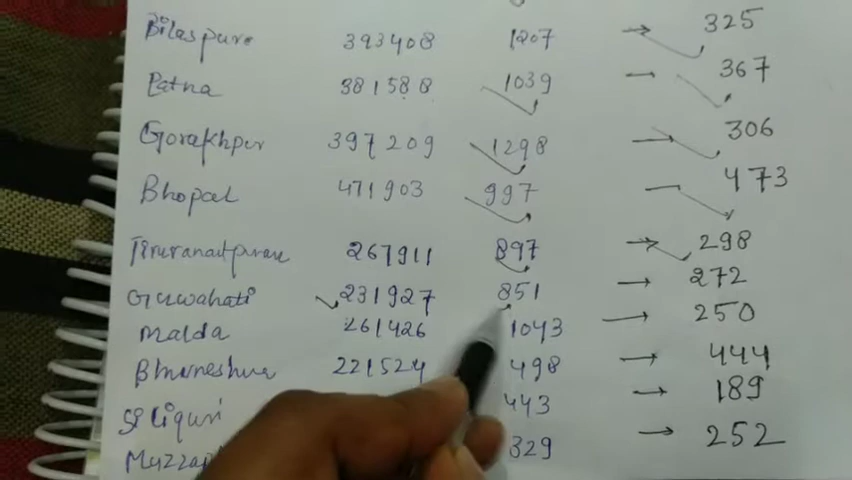 Bilaspure 393408 1207 → 325
Patna 381588 1039 → 367
Gorakhpur 397209 1298 → 306
Bhopal 471903 997 → 473
267911 897 → 298
Guwahati 231927 851 → 272
Malda 261426 1043 → 250
Bhuneshwar 221524 498 → 444
Siliguri 443 → 189
329 → 252